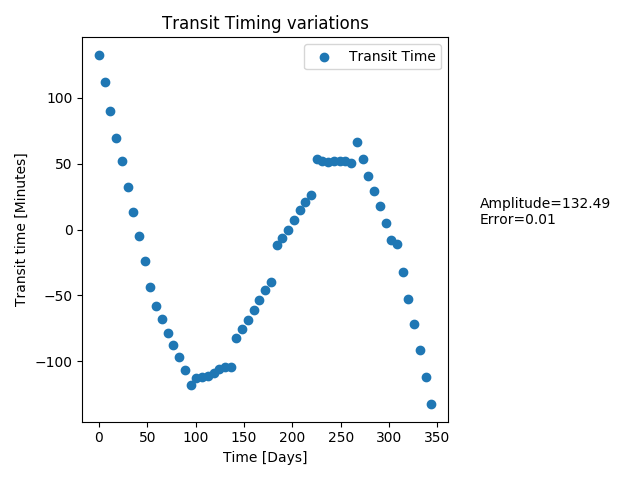 Transit Timing variations
Transit Time
Transit time [Minutes]
100
50
0
−50
−100
0
50
100
150
200
250
300
350
Time [Days]
Amplitude=132.49
Error=0.01